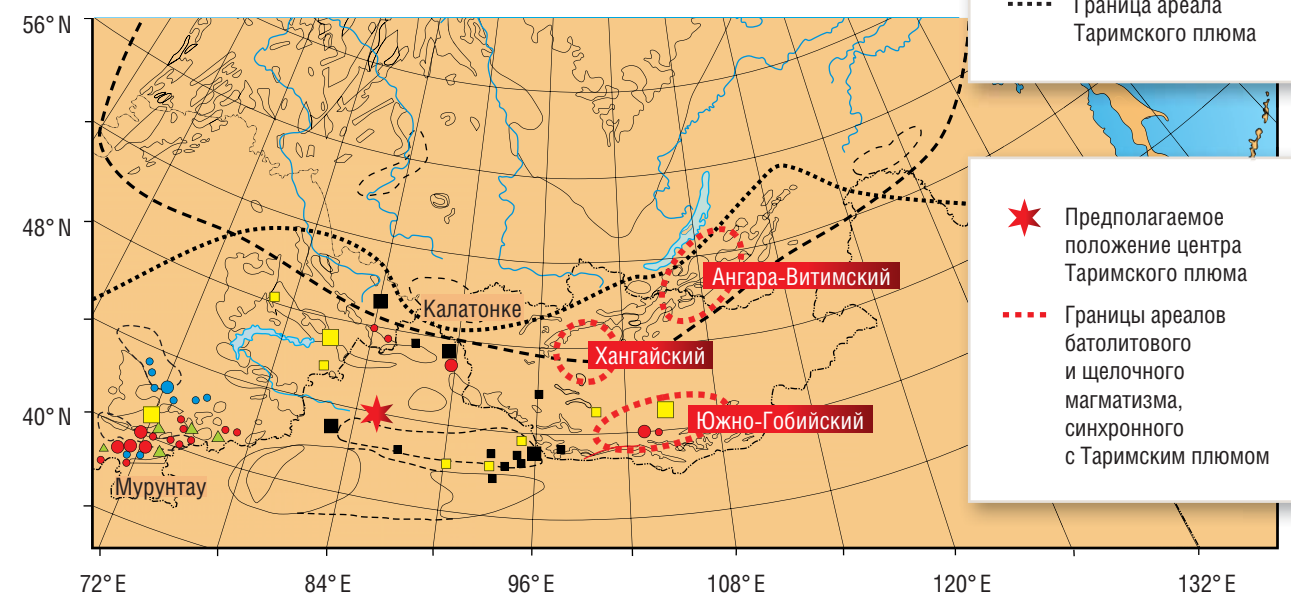 Граница ареала
Таримского плюма
56° N
48° N
40° N
Калатонке
Ангара-Витимский
Хангайский
Южно-Гобийский
Мурунтау
Предполагаемое
положение центра
Таримского плюма
Границы ареалов
батолитового
и щелочного
магматизма,
синхронного
с Таримским плюмом
72° E
84° E
96° E
108° E
120° E
132° E